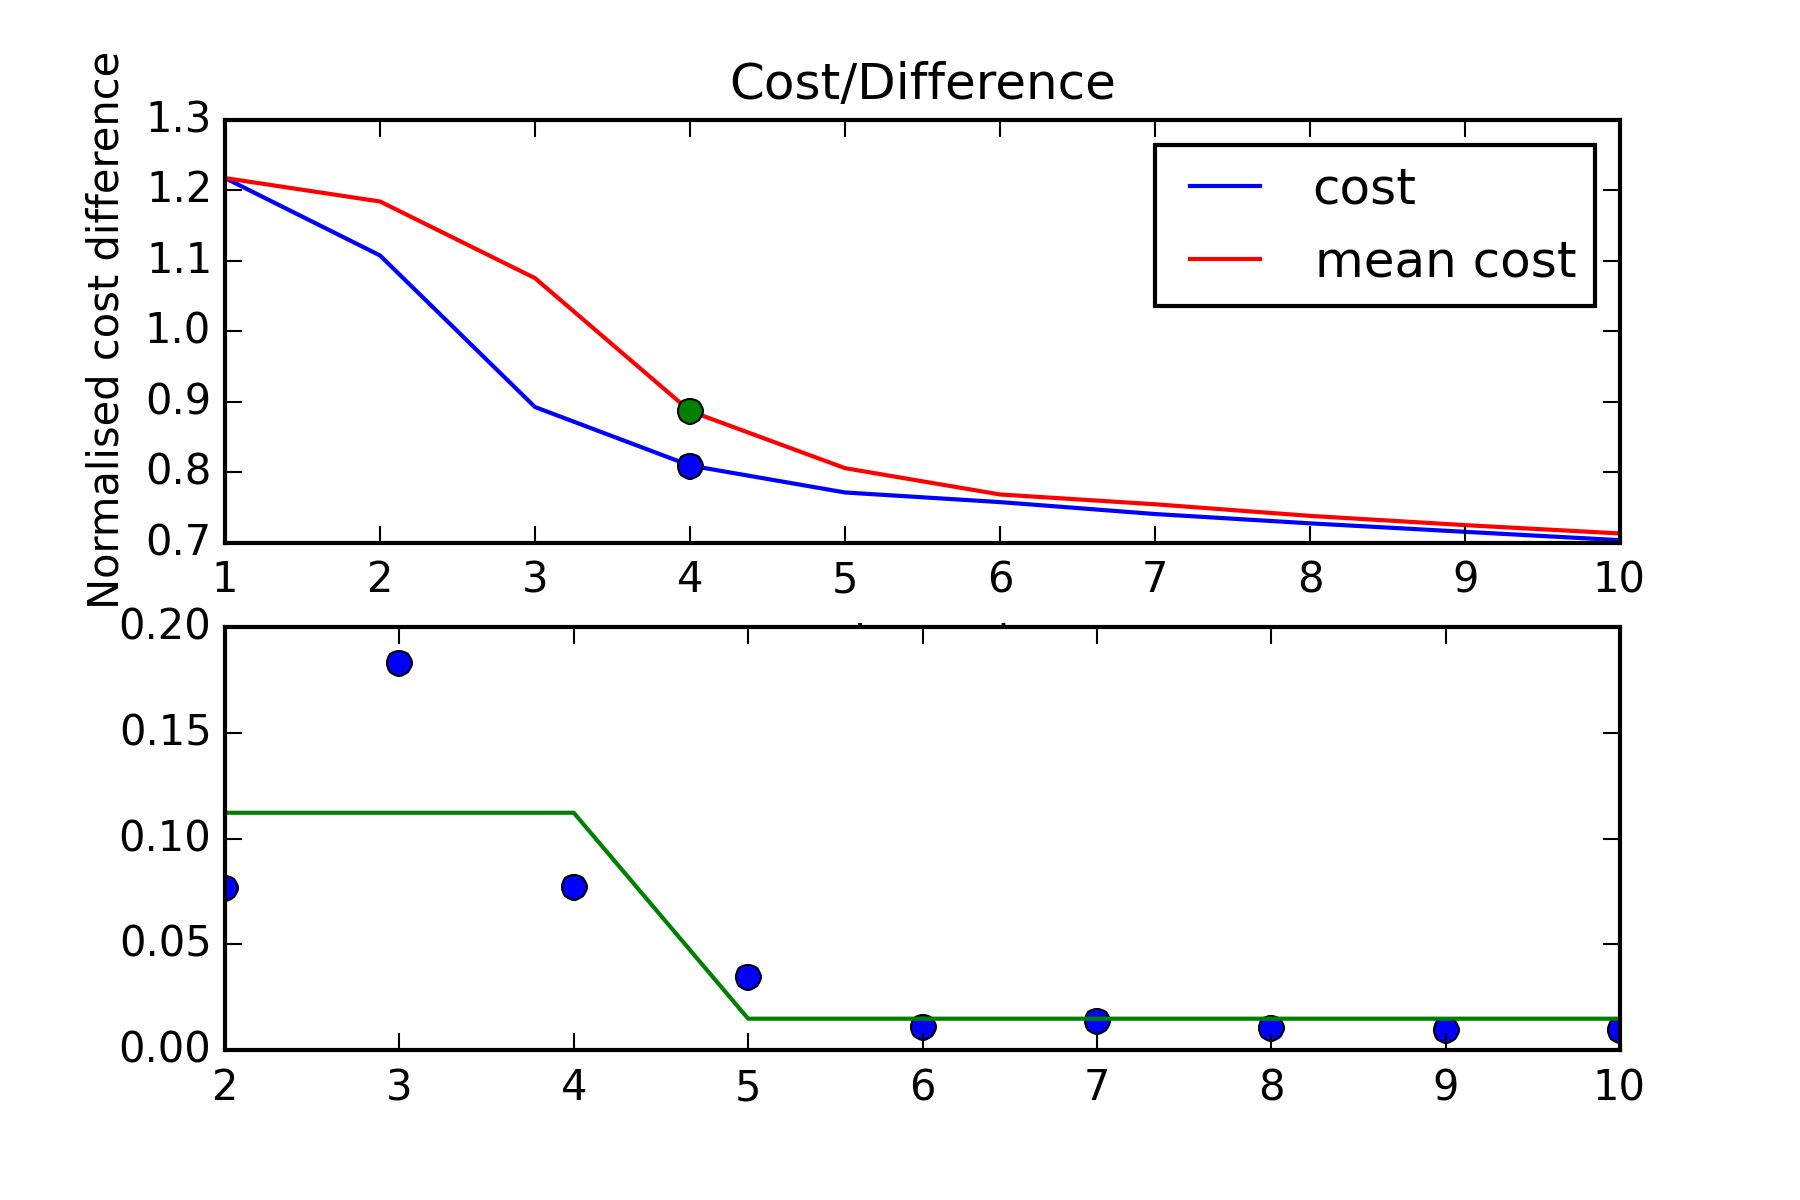 Cost/Difference
Normalised cost difference
1.3
1.2
1.1
1.0
0.9
0.8
0.7
cost
mean cost
1 2 3 4 5 6 7 8 9 10
0.20
0.15
0.10
0.05
0.00
2 3 4 5 6 7 8 9 10